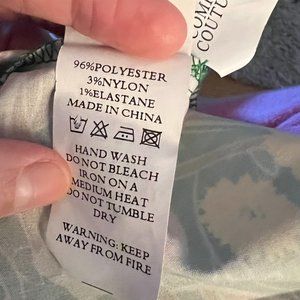 COUTU
96%POLYESTER
3%NYLON
1%ELASTANE
MADE IN CHINA
HAND WASH
DO NOT BLEACH
IRON ON A
MEDIUM HEAT
DO NOT TUMBLE
DRY
WARNING: KEEP
AWAY FROM FIRE